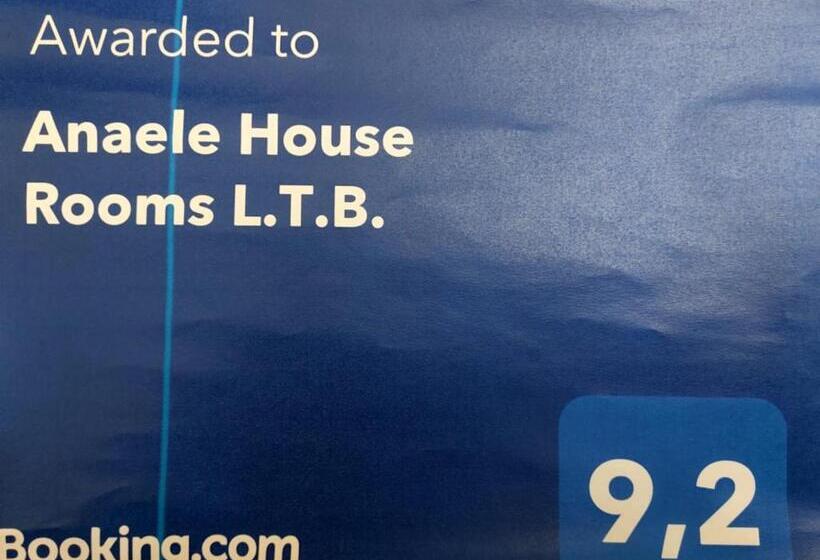 Awarded to
Anaele House
Rooms L.T.B.
9,2
Booking.com